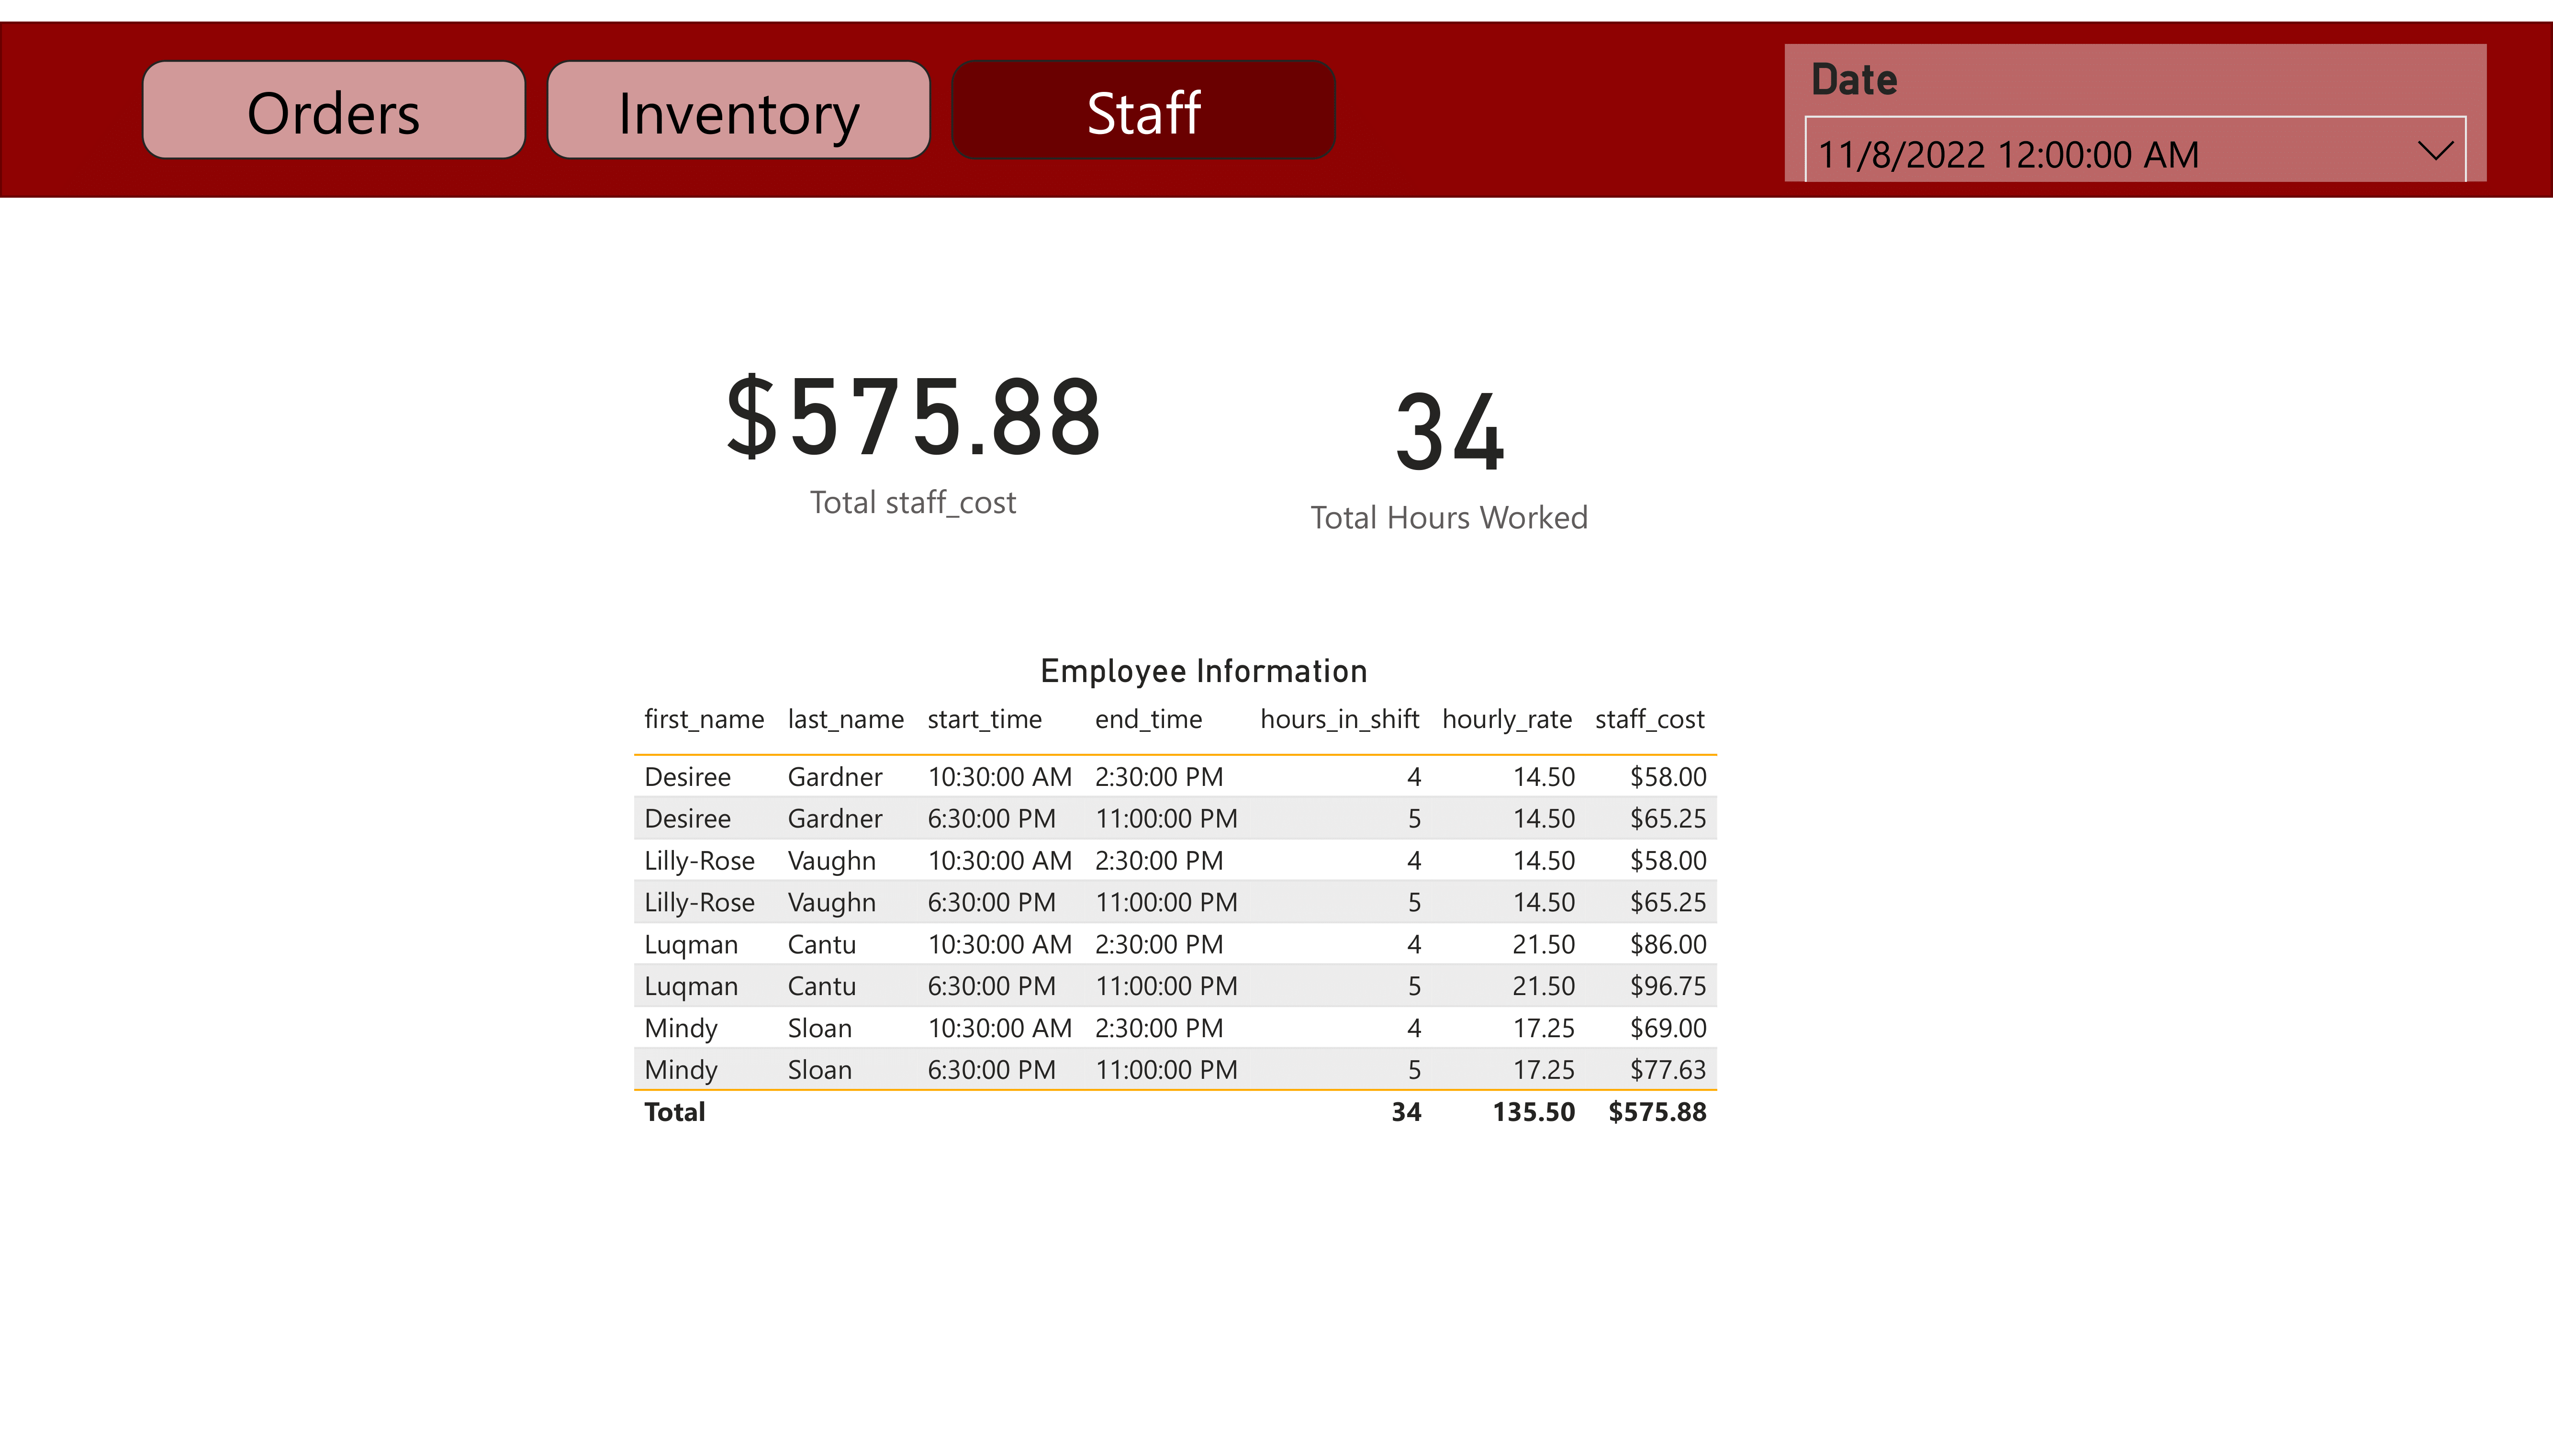 Orders Inventory Staff
Date
11/8/2022 12:00:00 AM
$575.88
Total staff_cost
34
Total Hours Worked
Employee Information
first_name last_name start_time end_time hours_in_shift hourly_rate staff_cost
Desiree Gardner 10:30:00 AM 2:30:00 PM 4 14.50 $58.00
Desiree Gardner 6:30:00 PM 11:00:00 PM 5 14.50 $65.25
Lilly-Rose Vaughn 10:30:00 AM 2:30:00 PM 4 14.50 $58.00
Lilly-Rose Vaughn 6:30:00 PM 11:00:00 PM 5 14.50 $65.25
Luqman Cantu 10:30:00 AM 2:30:00 PM 4 21.50 $86.00
Luqman Cantu 6:30:00 PM 11:00:00 PM 5 21.50 $96.75
Mindy Sloan 10:30:00 AM 2:30:00 PM 4 17.25 $69.00
Mindy Sloan 6:30:00 PM 11:00:00 PM 5 17.25 $77.63
Total 34 135.50 $575.88